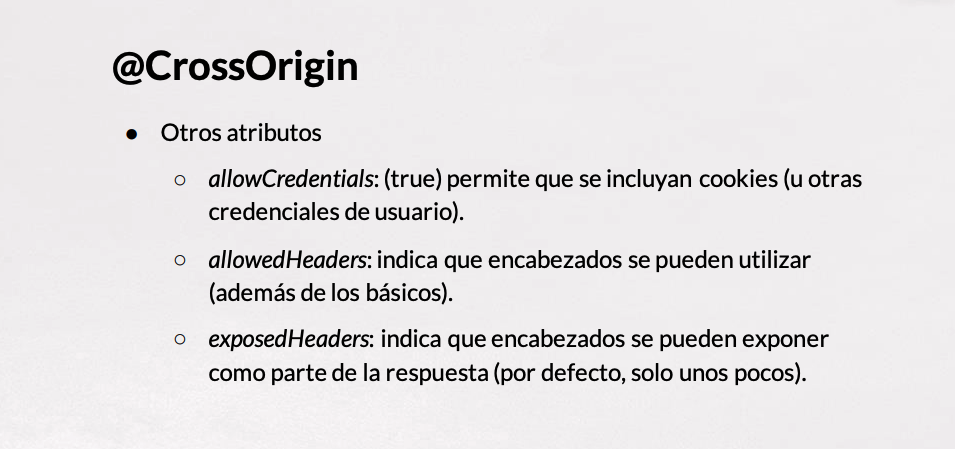 @CrossOrigin
● Otros atributos
○ allowCredentials: (true) permite que se incluyan cookies (u otras
credenciales de usuario).
○ allowedHeaders: indica que encabezados se pueden utilizar
(además de los básicos).
○ exposedHeaders: indica que encabezados se pueden exponer
como parte de la respuesta (por defecto, solo unos pocos).